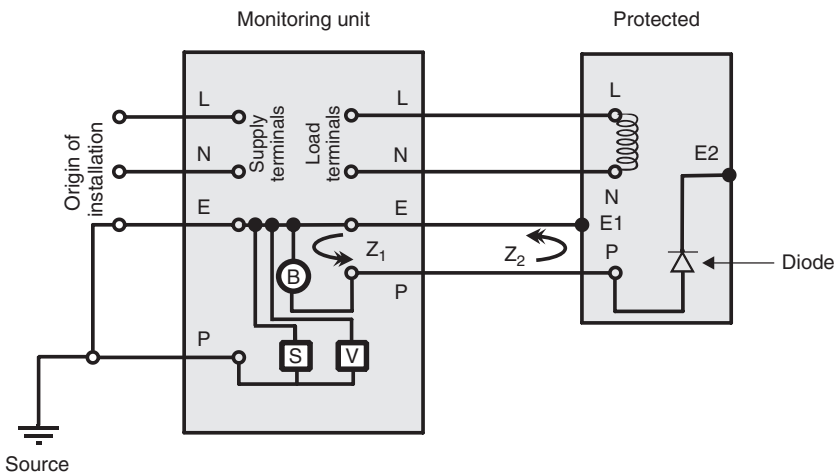 Monitoring unit
Protected
Origin of
installation
L
N
E
P
Supply
terminals
Load
terminals
L
N
E
P
B
S
V
Z1
Z2
L
N
E1
P
E2
Diode
Source